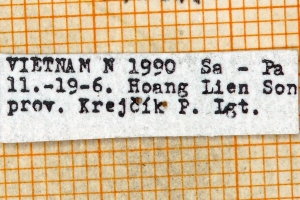 VIETNAM N 1990 Sa - Pa
11.-19-6. Hoang Lien Son
prov. Krejčík P. Lgt.